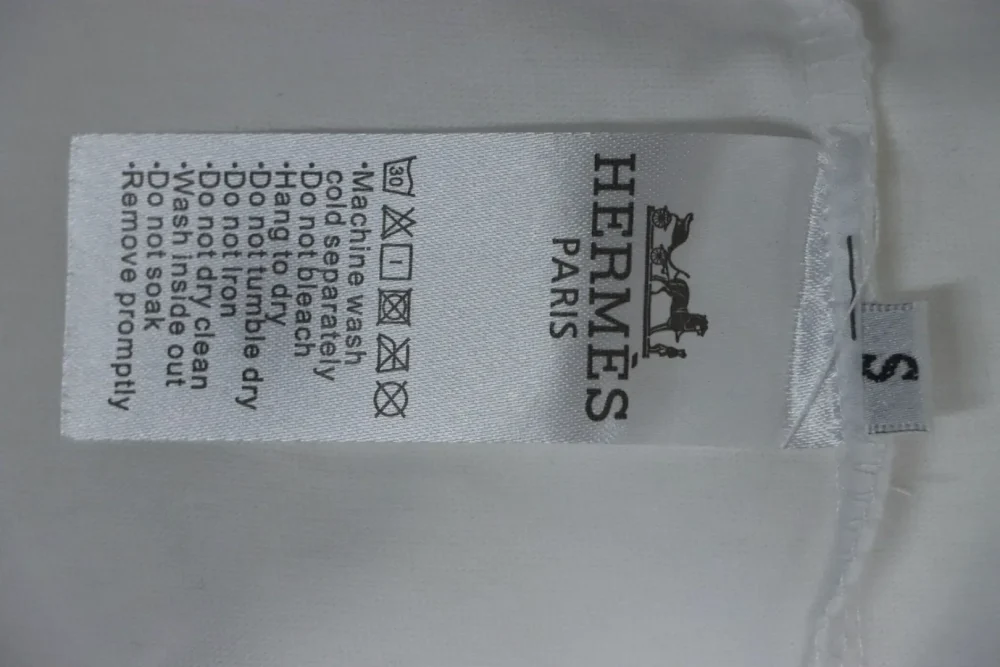 HERMÈS
PARIS
30
•Machine wash
cold separately
•Do not bleach
•Hang to dry
•Do not tumble dry
•Do not Iron
•Do not dry clean
•Wash inside out
•Do not soak
•Remove promptly
S